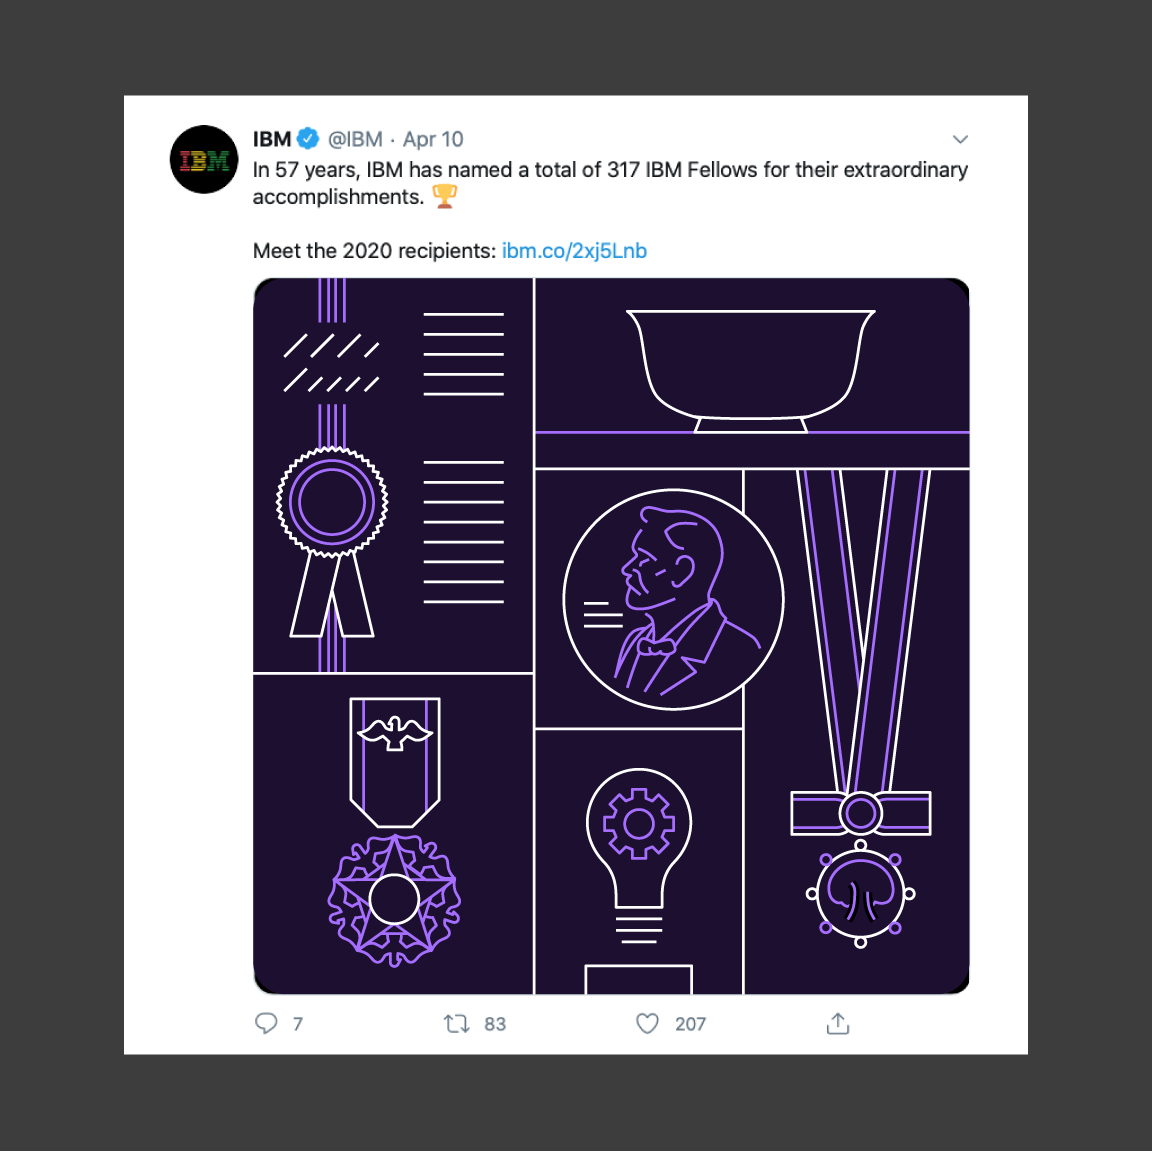 IBM
IBM @IBM · Apr 10
In 57 years, IBM has named a total of 317 IBM Fellows for their extraordinary
accomplishments. 🏆
Meet the 2020 recipients: ibm.co/2xj5Lnb
7 83 207